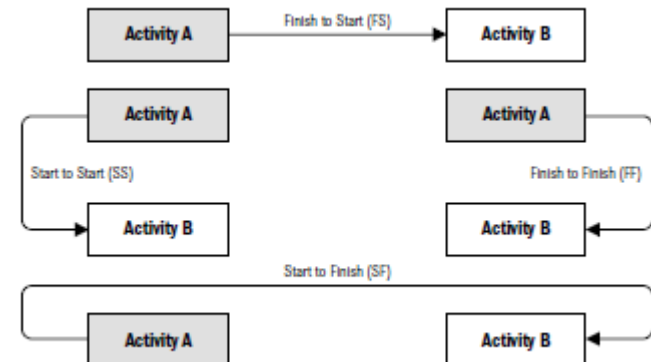 Activity A
Finish to Start (FS)
Activity B
Activity A
Activity A
Start to Start (SS)
Finish to Finish (FF)
Activity B
Activity B
Start to Finish (SF)
Activity A
Activity B